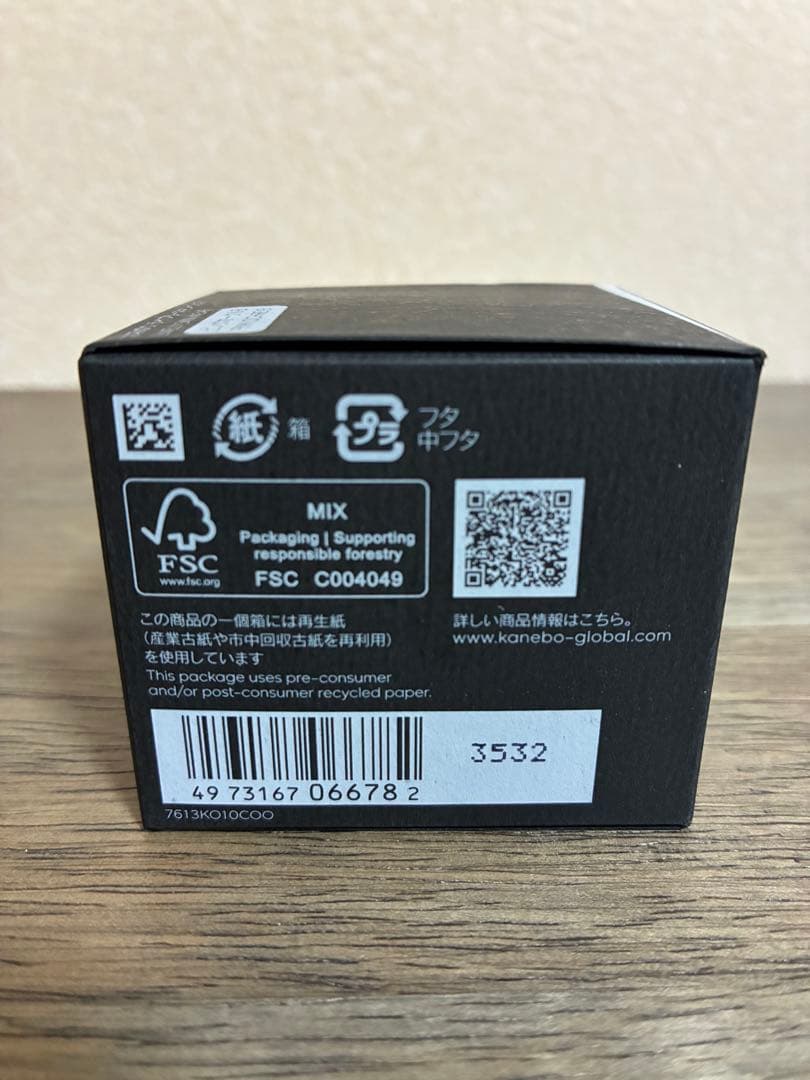 紙 箱
プラ フタ
中フタ
FSC
www.fsc.org
MIX
Packaging | Supporting
responsible forestry
FSC C004049
この商品の一個箱には再生紙
(産業古紙や市中回収古紙を再利用)
を使用しています
This package uses pre-consumer
and/or post-consumer recycled paper.
詳しい商品情報はこちら。
www.kanebo-global.com
4973167066782
3532
7613KO10COO